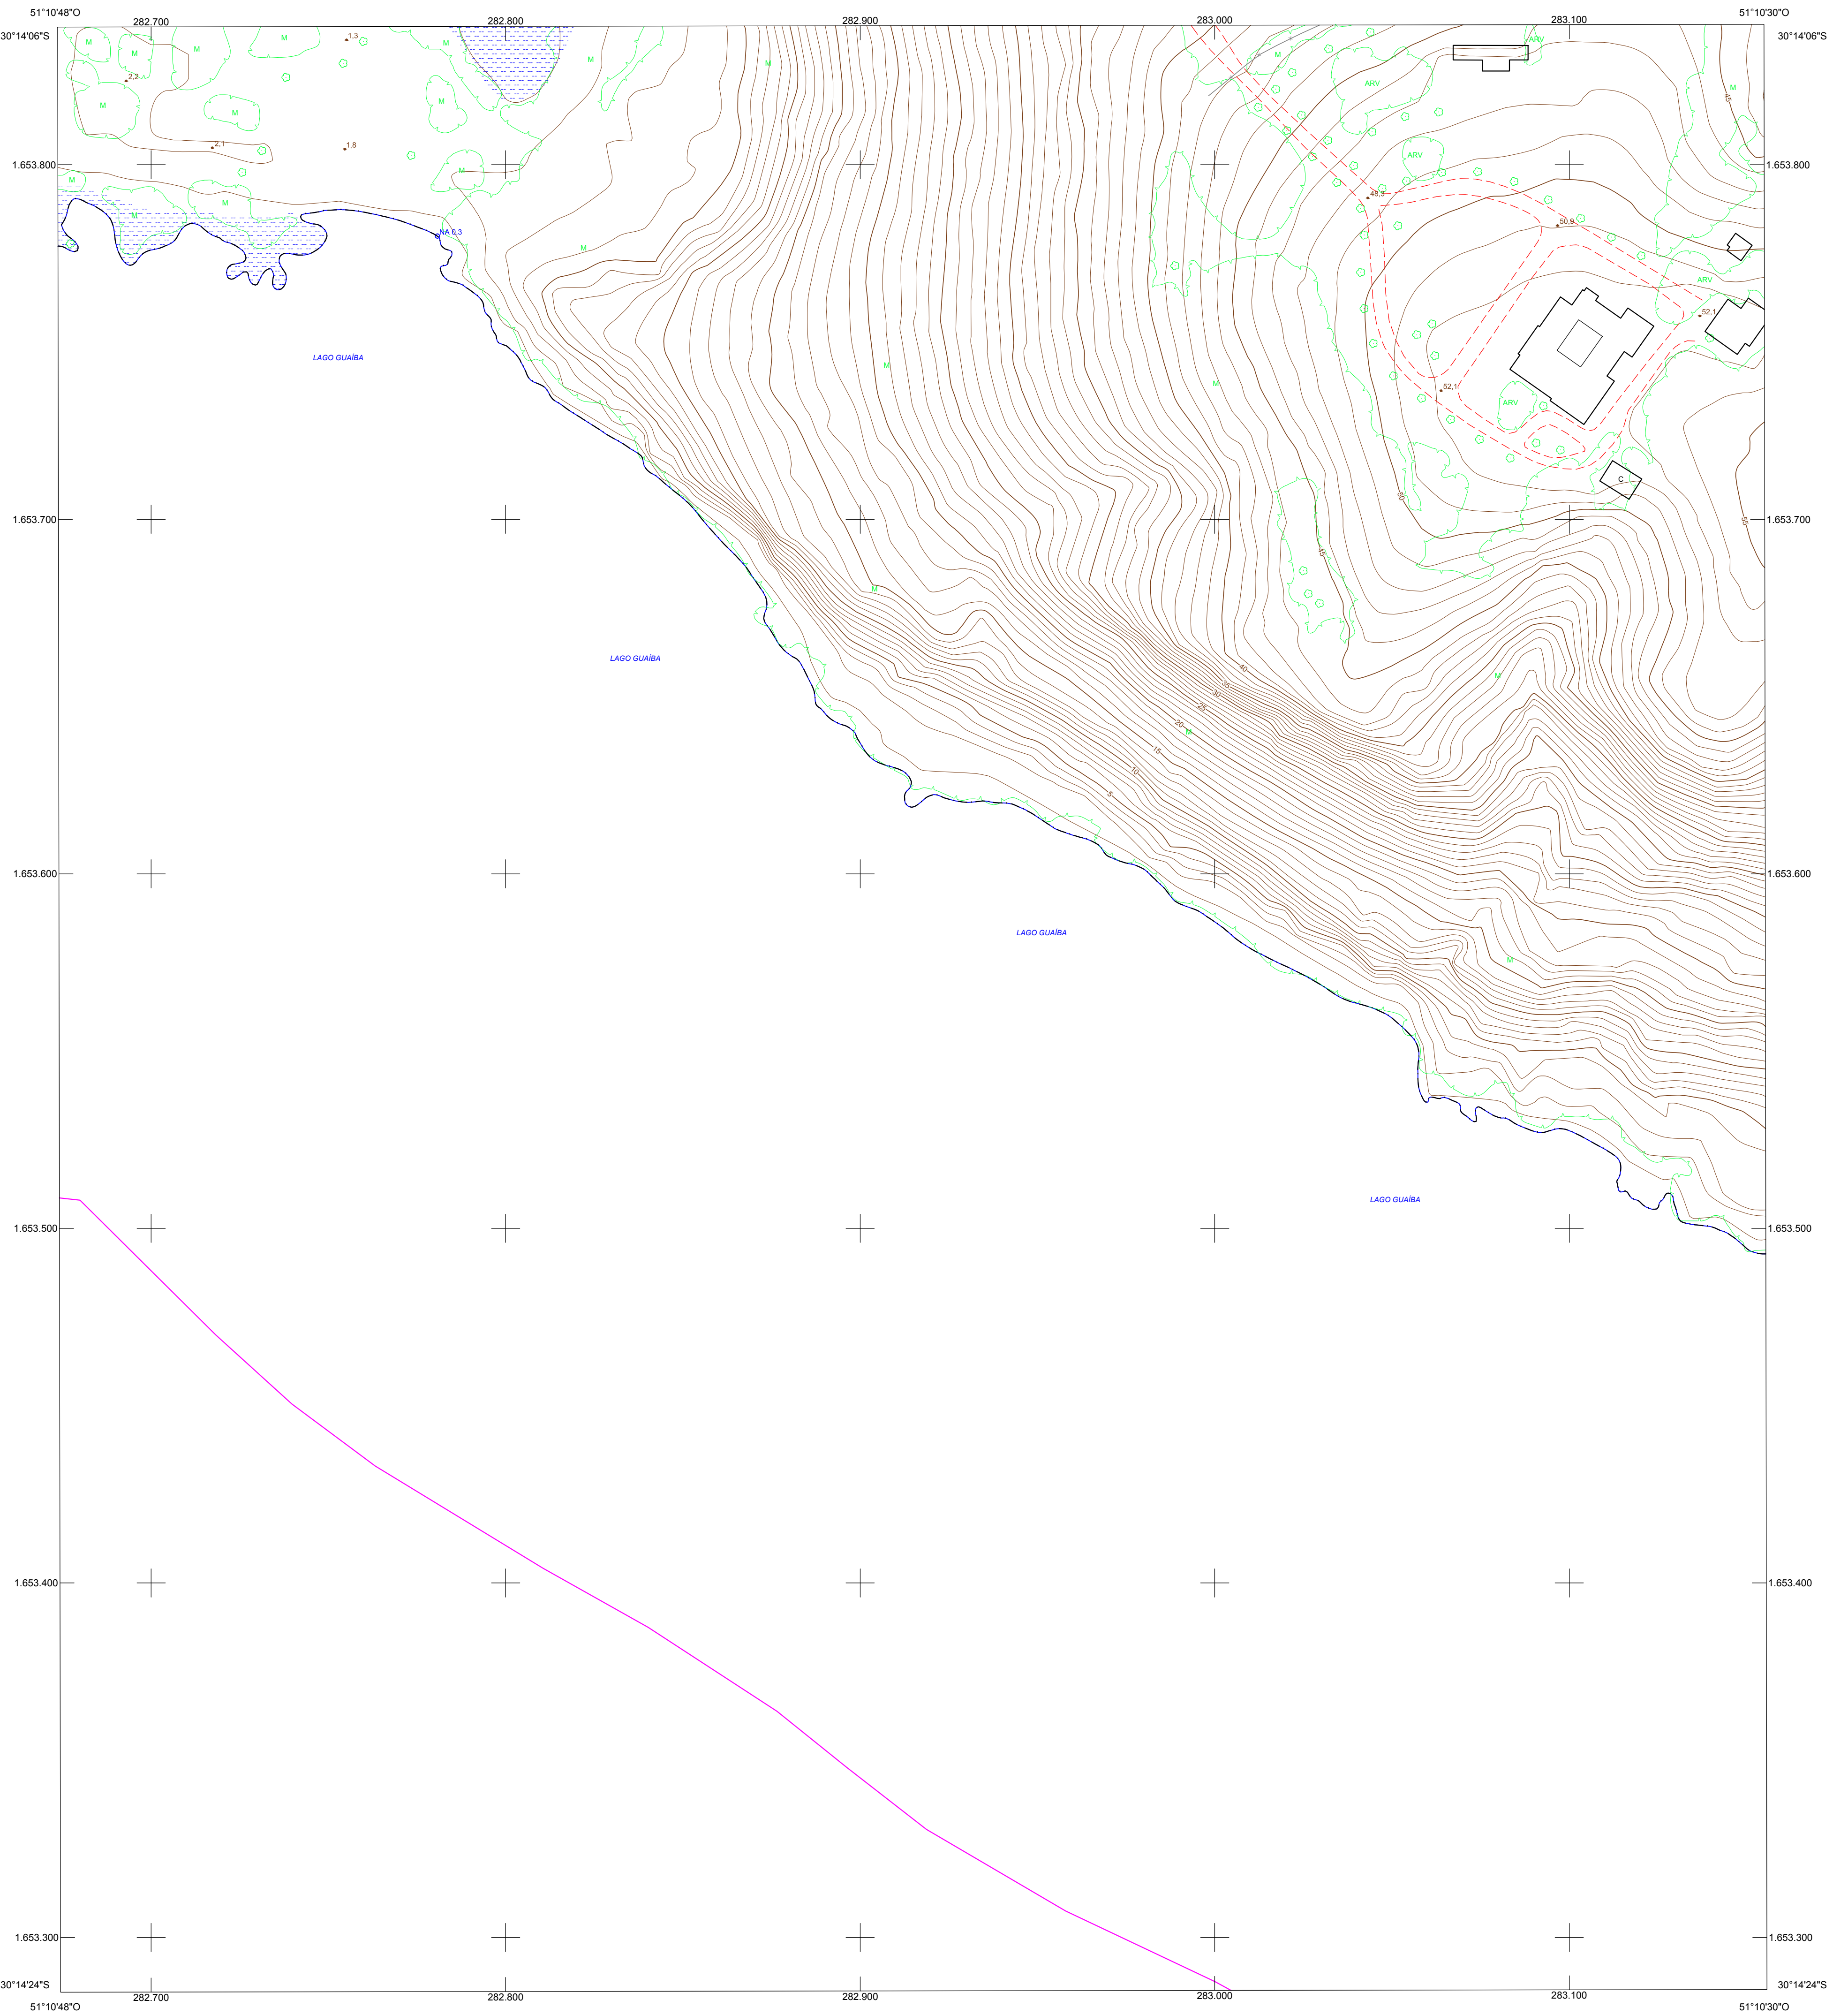 51°10'48"O
282.700
282.800
282.900
283.000
283.100
51°10'30"O
30°14'06"S
30°14'06"S
M
M
M
M
1,3
M
M
M
M
ARV
2,2
M
M
M
ARV
M
45
2,1
1,8
ARV
1.653.800
1.653.800
M
M
M
M
48,3
50,9
NA 0,3
M
ARV
52,1
LAGO GUAÍBA
M
M
52,1
ARV
C
50
1.653.700
55
1.653.700
45
M
LAGO GUAÍBA
40
M
35
30
25
20
M
15
10
5
1.653.600
1.653.600
LAGO GUAÍBA
M
LAGO GUAÍBA
1.653.500
1.653.500
1.653.400
1.653.400
1.653.300
1.653.300
30°14'24"S
30°14'24"S
282.700
282.800
282.900
283.000
283.100
51°10'48"O
51°10'30"O